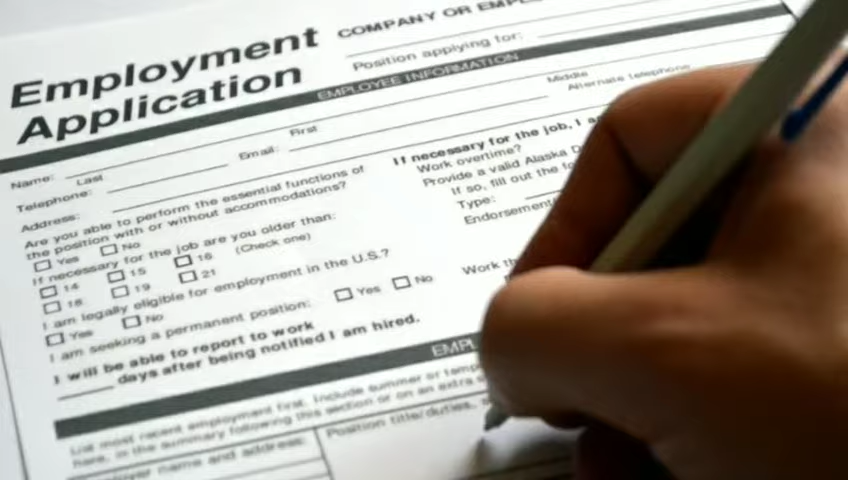 Employment
Application
COMPANY OR
Position applying for:
EMPLOYEE INFORMATION
Name:
Last
First
Middle
Telephone:
Email:
Alternate telephone
Address:
Are you able to perform the essential functions of
the position with or without accommodations?
Yes No
If necessary for the job are you older than:
14 15 16 (Check one)
18 19 21
I am legally eligible for employment in the U.S.?
Yes No
I am seeking a permanent position: Yes No
I will be able to report to work
days after being notified I am hired.
If necessary for the job, I
Work overtime?
Provide a valid Alaska
If so, fill out the
Type:
Endorsement
Work
List most recent employment first. Include summer or
here, in the summary following this section or on an extra
name and address:
Position title/duties,